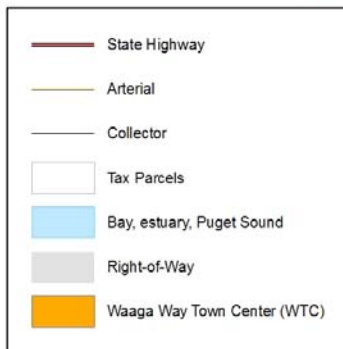 State Highway
Arterial
Collector
Tax Parcels
Bay, estuary, Puget Sound
Right-of-Way
Waaga Way Town Center (WTC)